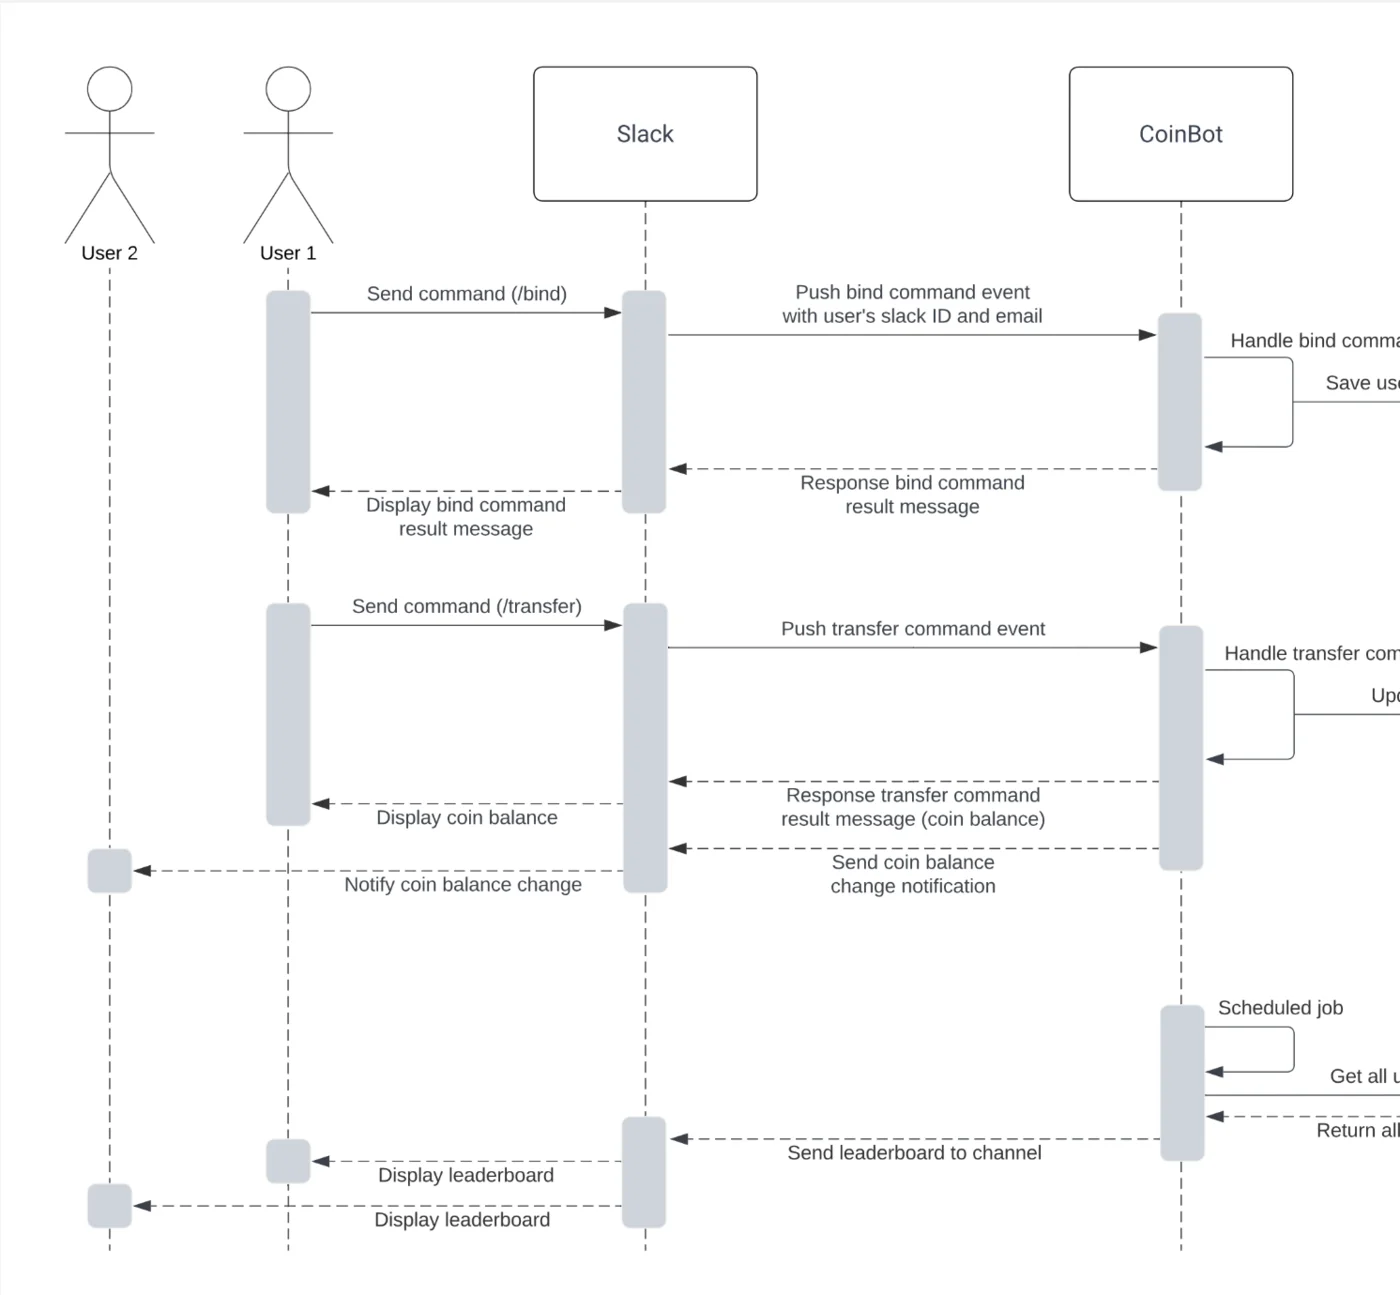 Slack
CoinBot
User 2
User 1
Send command (/bind)
Push bind command event
with user's slack ID and email
Handle bind comma
Save use
Response bind command
result message
Display bind command
result message
Send command (/transfer)
Push transfer command event
Handle transfer com
Upd
Response transfer command
result message (coin balance)
Display coin balance
Send coin balance
change notification
Notify coin balance change
Scheduled job
Get all u
Return all
Send leaderboard to channel
Display leaderboard
Display leaderboard